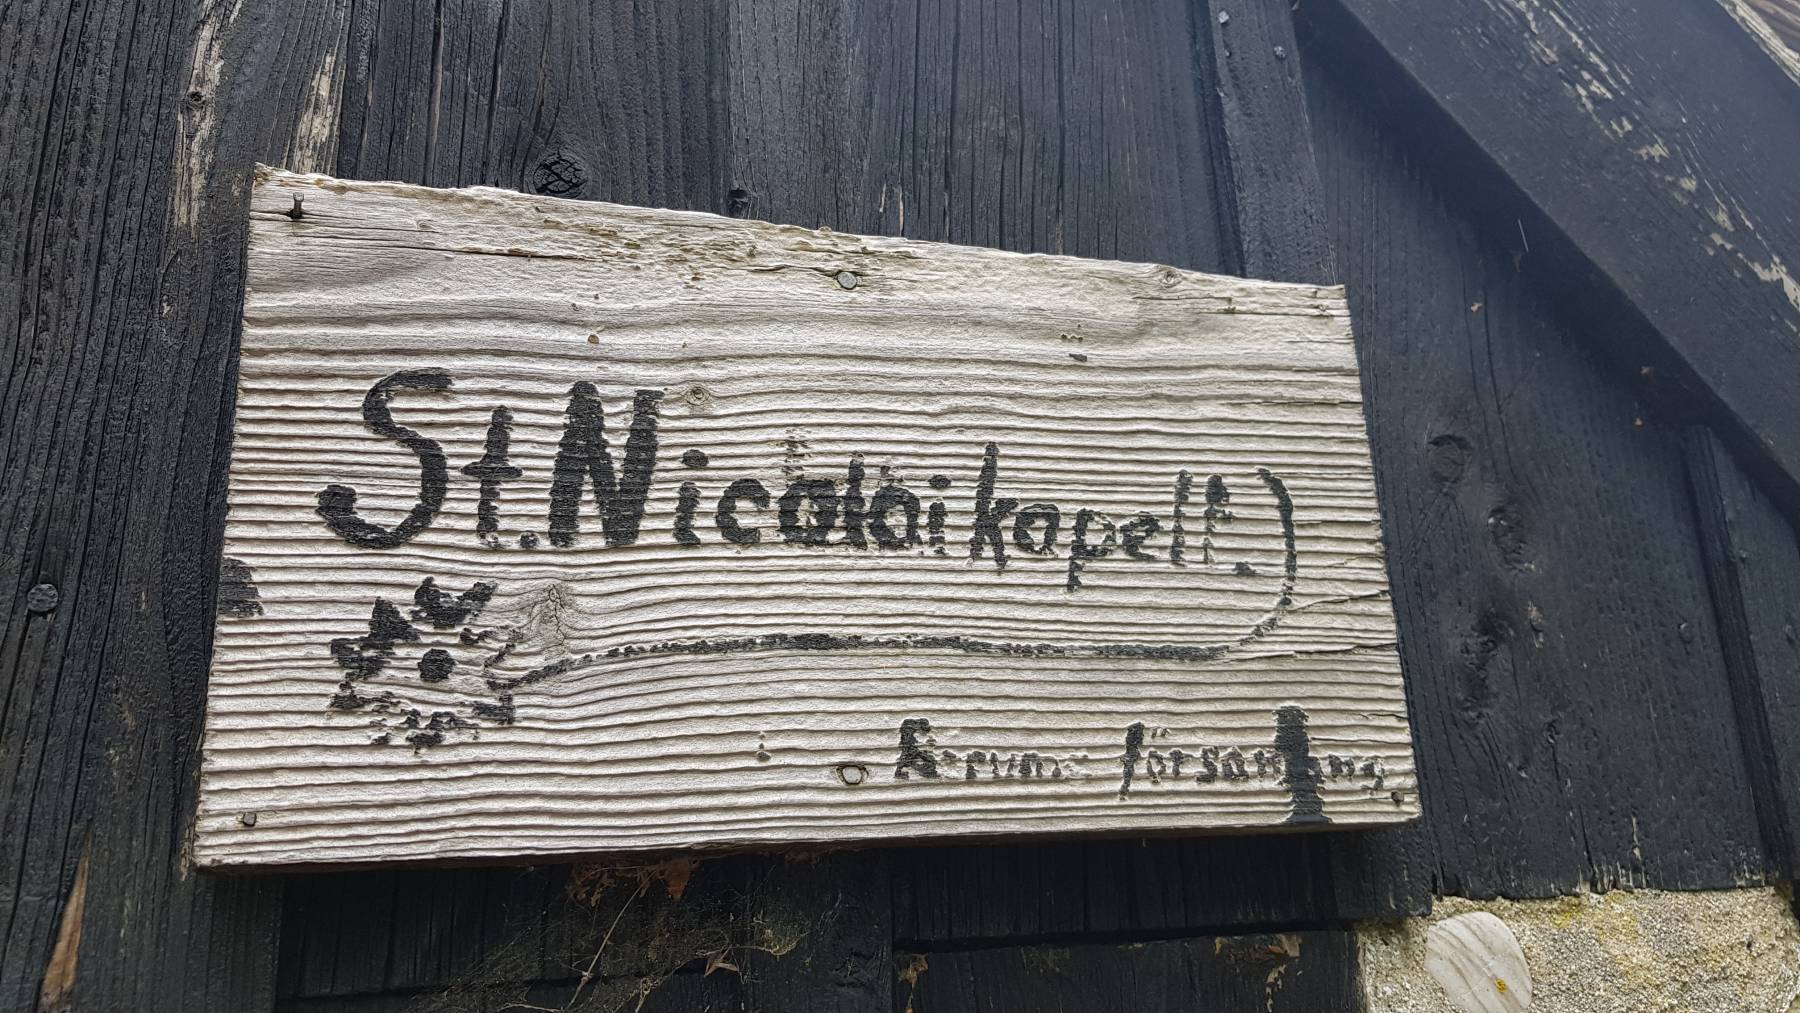 St. Nicolaikapell
församling